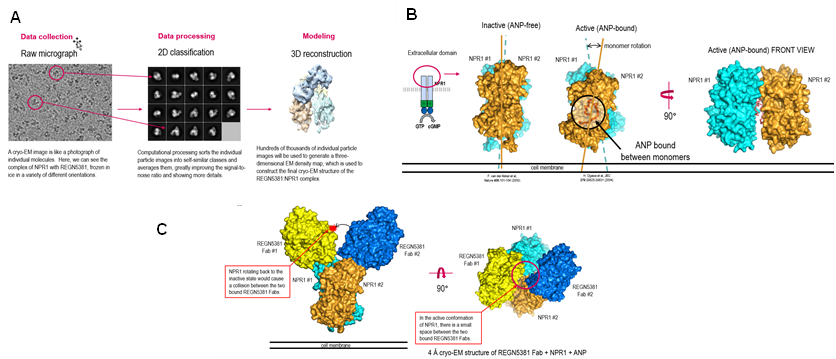 A
Data collection
Raw micrograph
Data processing
2D classification
Modeling
3D reconstruction
A cryo-EM image is like a photograph of
individual molecules. Here, we can see the
complex of NPR1 with REGN5381, frozen in
ice in a variety of different orientations.
Computational processing sorts the individual
particle images into self-similar classes and
averages them, greatly improving the signal-to-
noise ratio and showing more details.
Hundreds of thousands of individual particle
images will be used to generate a three-
dimensional EM density map, which is used to
construct the final cryo-EM structure of the
REGN5381:NPR1 complex
B
Inactive (ANP-free)
Active (ANP-bound)
monomer rotation
Extracellular domain
NPR1
GTP
cGMP
NPR1 #1
NPR1 #2
NPR1 #1
NPR1 #2
ANP bound
between monomers
90°
Active (ANP-bound) FRONT VIEW
NPR1 #1
NPR1 #2
cell membrane
C
REGN5381
Fab #1
REGN5381
Fab #2
NPR1 #1
NPR1 #2
NPR1 rotating back to the
inactive state would cause
a collision between the two
bound REGN5381 Fabs.
cell membrane
90°
NPR1 #1
REGN5381
Fab #1
REGN5381
Fab #2
NPR1 #2
In the active conformation
of NPR1, there is a small
space between the two
bound REGN5381 Fabs.
4 Å cryo-EM structure of REGN5381 Fab + NPR1 + ANP